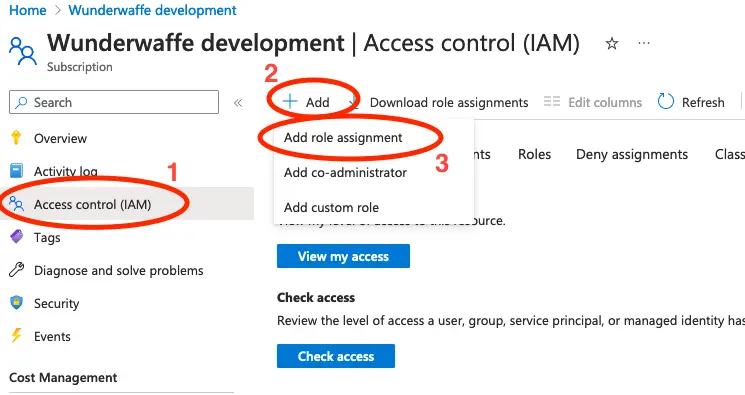 Home > Wunderwaffe development >
Wunderwaffe development | Access control (IAM) ☆ ···
Subscription
2
Search «
+ Add Download role assignments Edit columns Refresh
Overview
Add role assignment
Activity log
1
3
nts Roles Deny assignments Class
Add co-administrator
Access control (IAM)
Add custom role
Tags
View my level of access to this resource.
View my access
Diagnose and solve problems
Security
Check access
Review the level of access a user, group, service principal, or managed identity has
Events
Check access
Cost Management